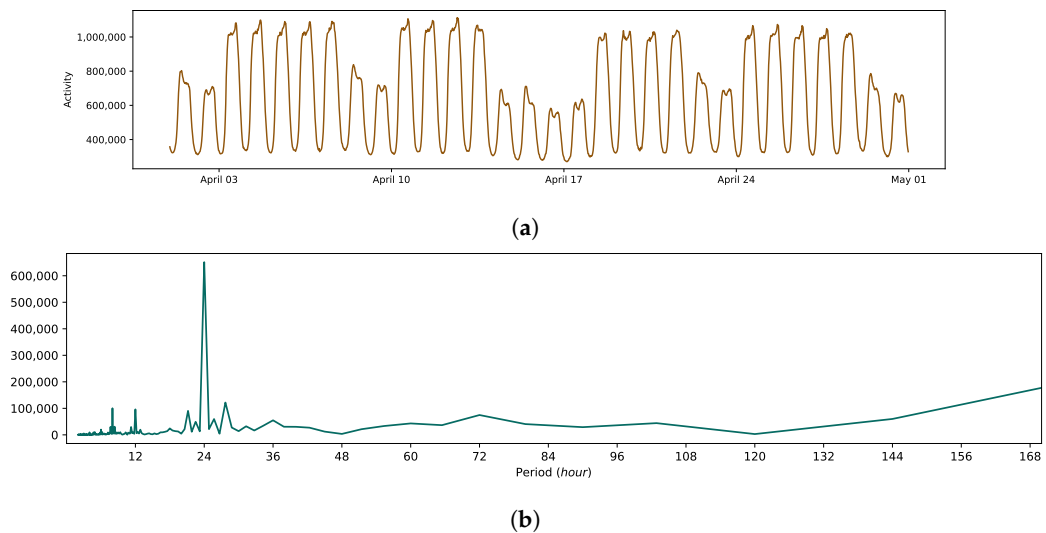 1,000,000
800,000
600,000
400,000
Activity
April 03 April 10 April 17 April 24 May 01
(a)
600,000
500,000
400,000
300,000
200,000
100,000
0
12 24 36 48 60 72 84 96 108 120 132 144 156 168
Period (hour)
(b)